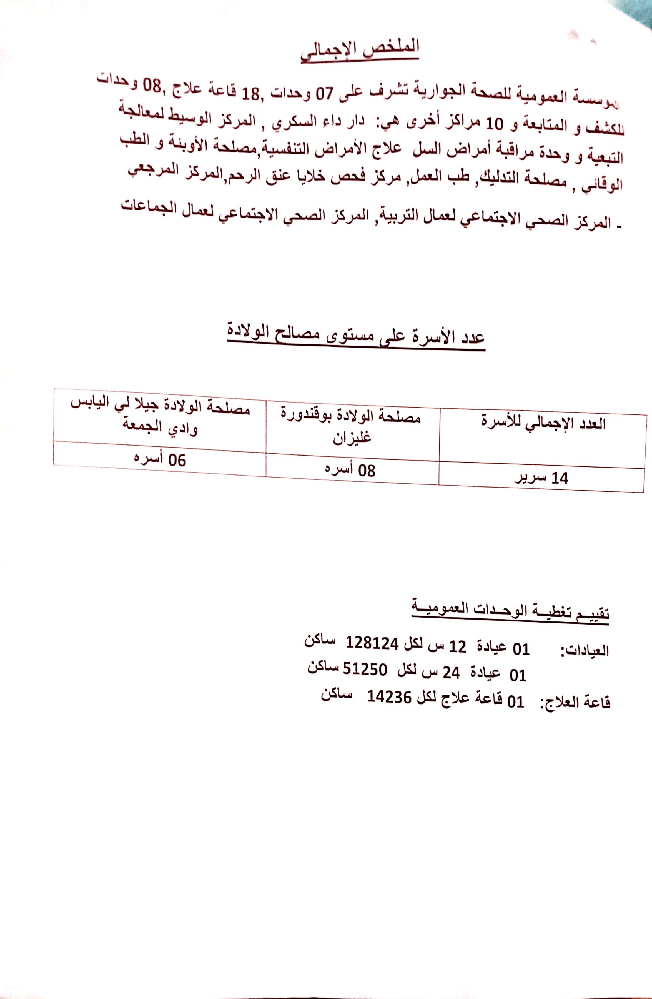 الملخص الإجمالي
المؤسسة العمومية للصحة الجوارية تشرف على 07 وحدات ,18 قاعة علاج ,08 وحدات
للكشف و المتابعة و 10 مراكز أخرى هي: دار داء السكري , المركز الوسيط لمعالجة
التبعية و وحدة مراقبة أمراض السل علاج الأمراض التنفسية,مصلحة الأوبئة و الطب
الوقائي , مصلحة التدليك, طب العمل, مركز فحص خلايا عنق الرحم,المركز المرجعي
- المركز الصحي الاجتماعي لعمال التربية, المركز الصحي الاجتماعي لعمال الجماعات
عدد الأسرة على مستوى مصالح الولادة
العدد الإجمالي للأسرة مصلحة الولادة بوقندورة مصلحة الولادة جيلا لي اليابس
غليزان وادي الجمعة
14 سرير 08 أسره 06 أسره
تقييـم تغطيـة الوحـدات العموميـة
العيادات: 01 عيادة 12 س لكل 128124 ساكن
01 عيادة 24 س لكل 51250 ساكن
قاعة العلاج: 01 قاعة علاج لكل 14236 ساكن